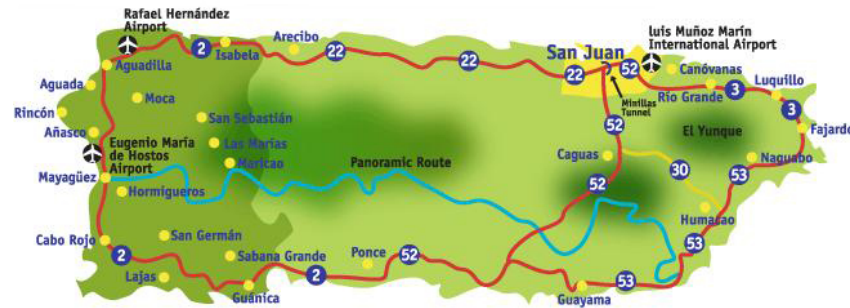 Rafael Hernández
Airport
luis Muñoz Marín
International Airport
2
Isabela
Arecibo
22
22
San Juan
22
52
Minillas
Tunnel
Canóvanas
Río Grande
3
Luquillo
3
Fajardo
Aguadilla
Aguada
Moca
Rincón
San Sebastián
Añasco
Las Marías
Eugenio María
de Hostos
Airport
Maricao
Panoramic Route
52
El Yunque
Caguas
30
Naguabo
53
Mayagüez
Hormigueros
52
Humacao
Cabo Rojo
2
San Germán
Sabana Grande
Lajas
Guánica
2
Ponce
52
53
Guayama
53